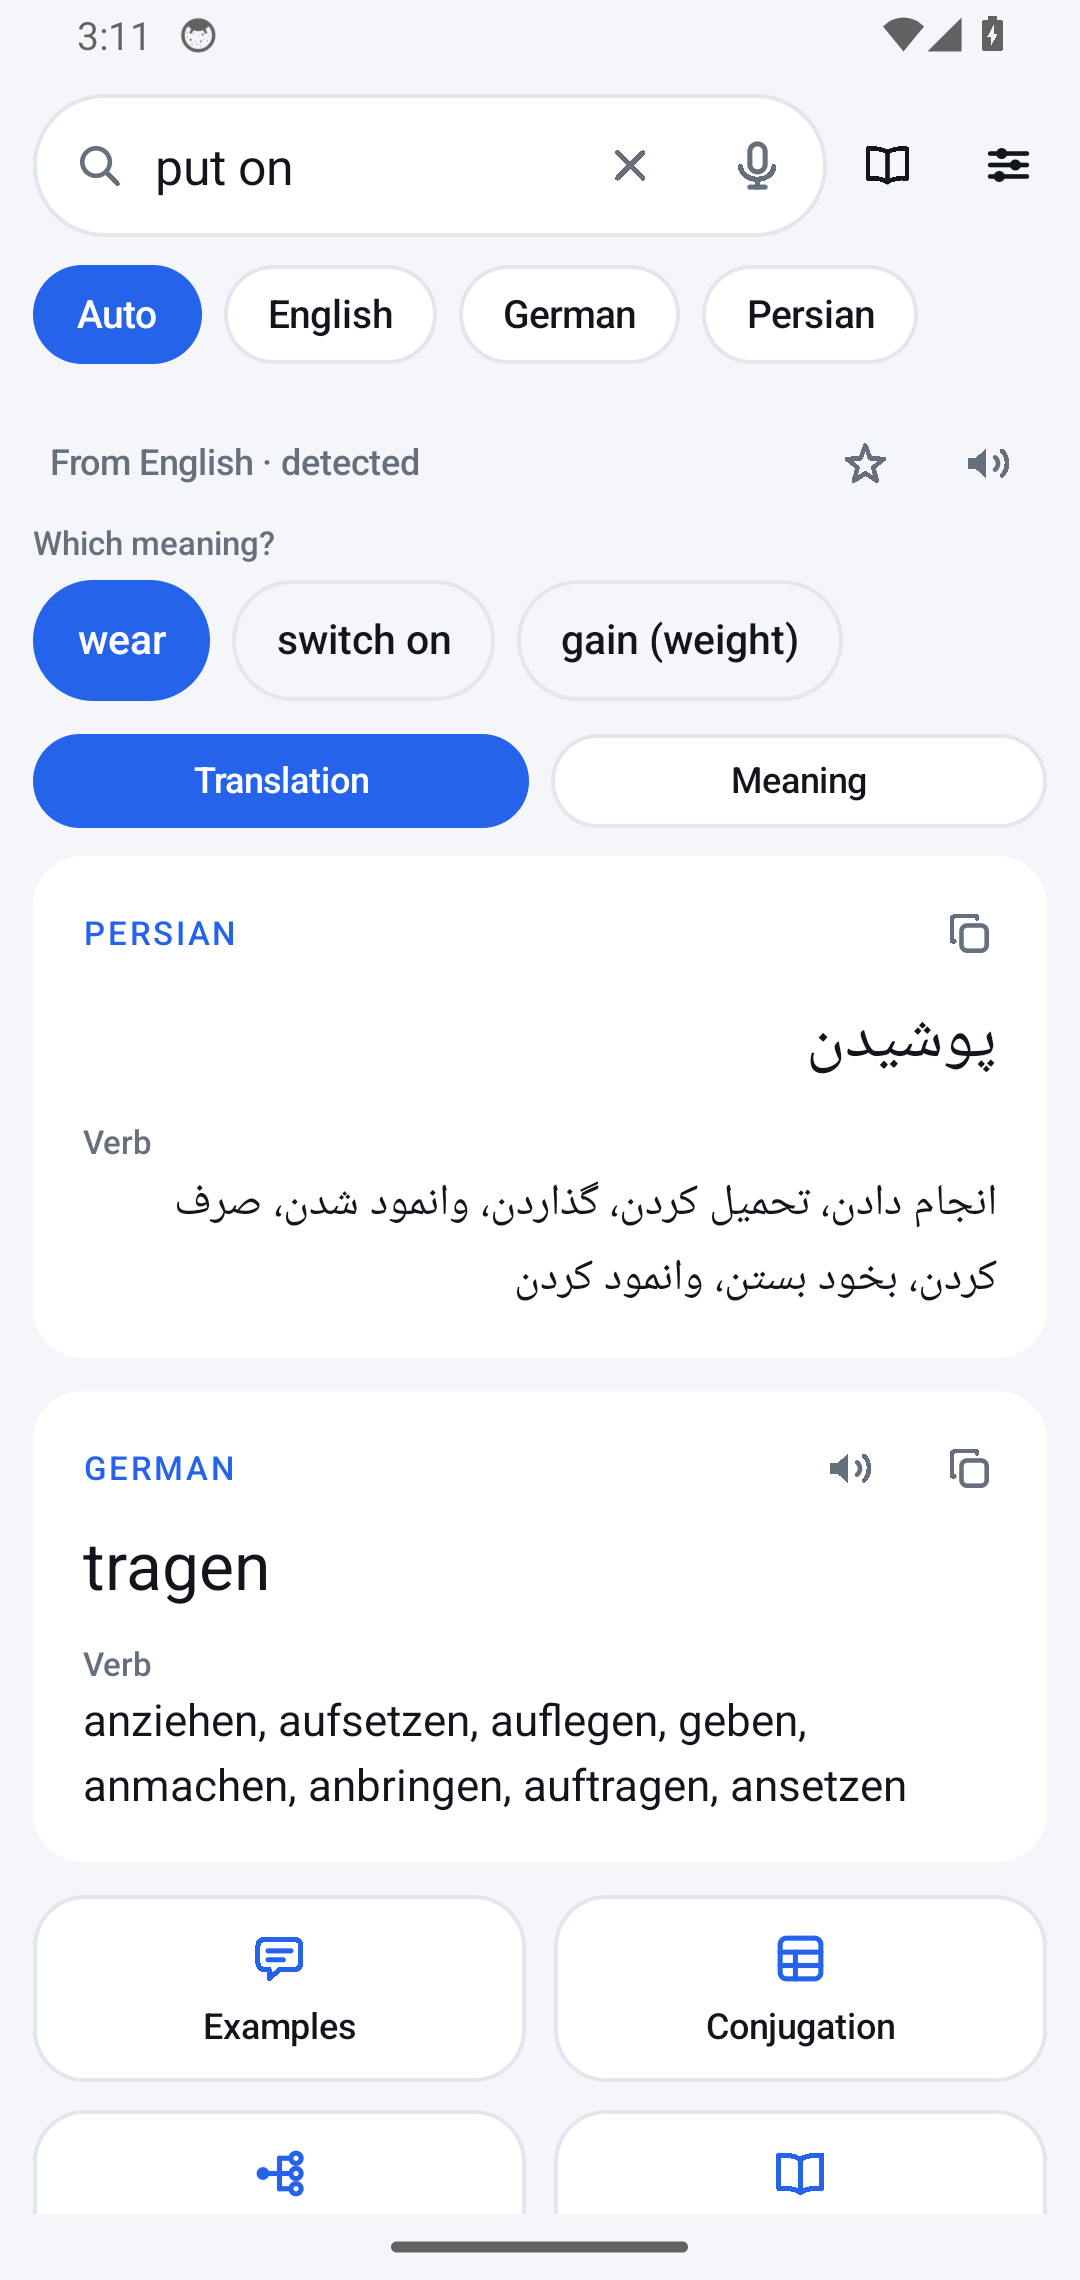 3:11
put on
Auto
English
German
Persian
From English · detected
Which meaning?
wear
switch on
gain (weight)
Translation
Meaning
PERSIAN
پوشیدن
Verb
انجام دادن، تحمیل کردن، گذاردن، وانمود شدن، صرف
کردن، بخود بستن، وانمود کردن
GERMAN
tragen
Verb
anziehen, aufsetzen, auflegen, geben,
anmachen, anbringen, auftragen, ansetzen
Examples
Conjugation